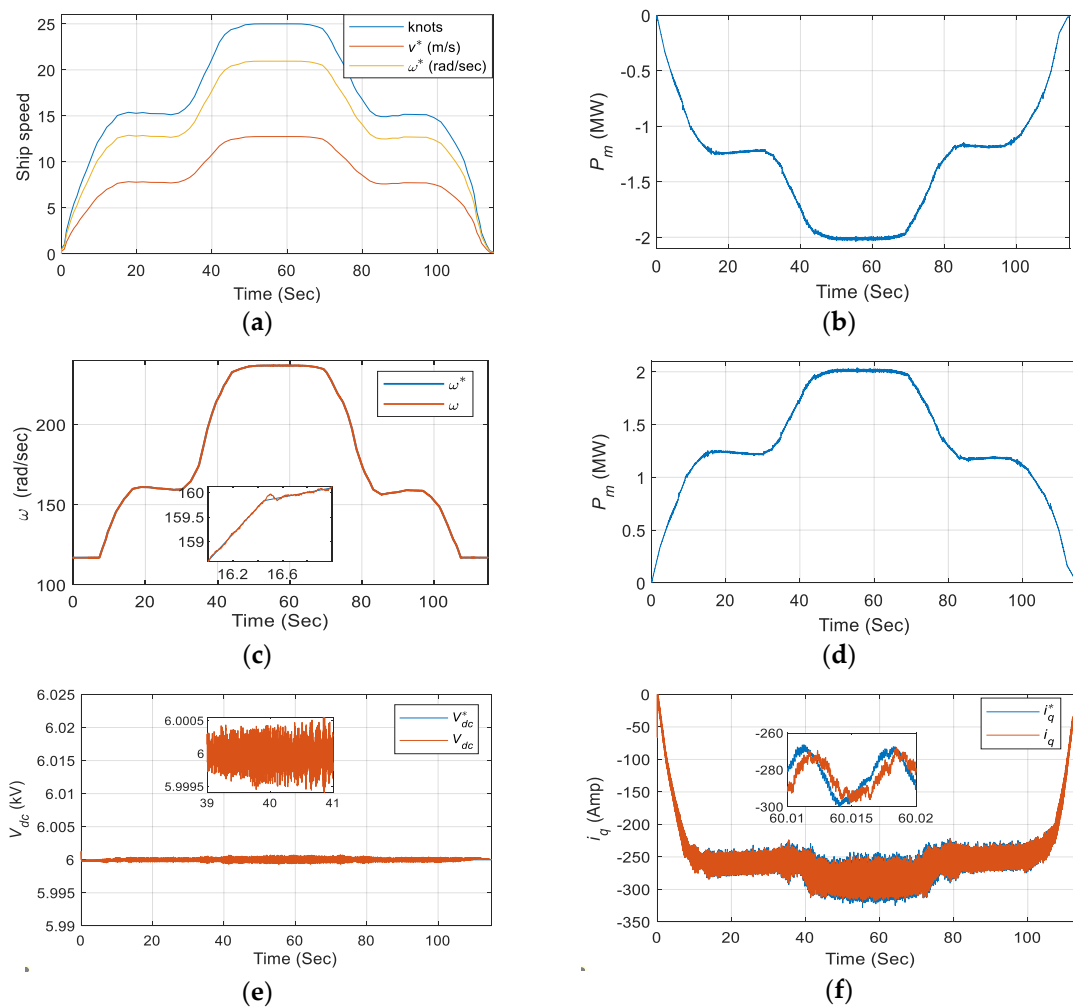 25
20
15
10
5
0
Ship speed
knots
v* (m/s)
ω* (rad/sec)
0 20 40 60 80 100
Time (Sec)
(a)
0
-0.5
-1
-1.5
-2
P_m (MW)
0 20 40 60 80 100
Time (Sec)
(b)
200
150
100
ω (rad/sec)
ω*
ω
160
159.5
159
16.2 16.6
0 20 40 60 80 100
Time (Sec)
(c)
2
1.5
1
0.5
0
P_m (MW)
0 20 40 60 80 100
Time (Sec)
(d)
6.025
6.02
6.015
6.01
6.005
6
5.995
5.99
V_dc (kV)
V*_dc
V_dc
6.0005
6
5.9995
39 40 41
0 20 40 60 80 100
Time (Sec)
(e)
0
-50
-100
-150
-200
-250
-300
-350
i_q (Amp)
i*_q
i_q
-260
-280
-300
60.01 60.015 60.02
0 20 40 60 80 100
Time (Sec)
(f)